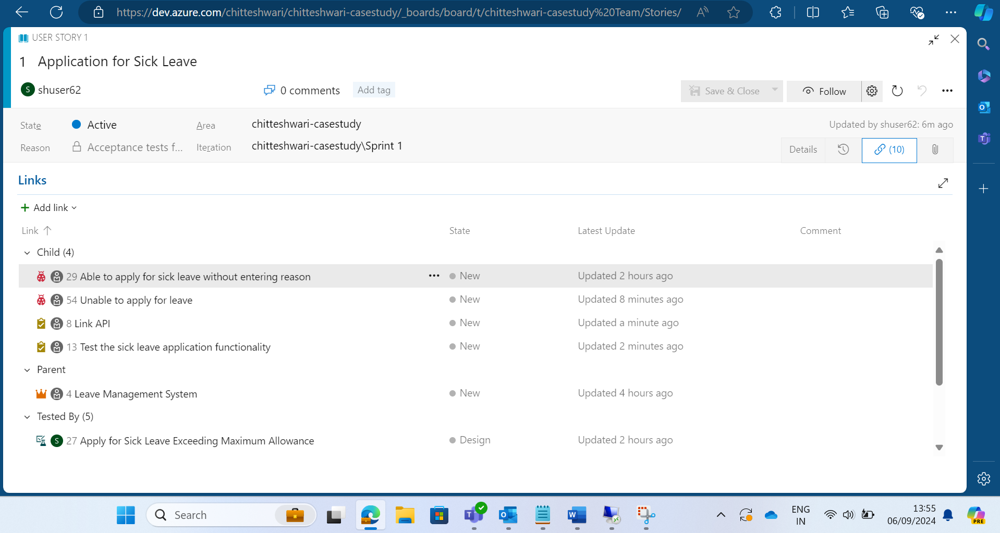 https://dev.azure.com/chitteshwari/chitteshwari-casestudy/_boards/board/t/chitteshwari-casestudy%20Team/Stories/
USER STORY 1
1 Application for Sick Leave
S shuser62 0 comments Add tag Save & Close Follow
State Active Area chitteshwari-casestudy Updated by shuser62: 6m ago
Reason Acceptance tests f... Iteration chitteshwari-casestudy\Sprint 1 Details (10)
Links
Add link
Link State Latest Update Comment
Child (4)
29 Able to apply for sick leave without entering reason New Updated 2 hours ago
54 Unable to apply for leave New Updated 8 minutes ago
8 Link API New Updated a minute ago
13 Test the sick leave application functionality New Updated 2 minutes ago
Parent
4 Leave Management System New Updated 4 hours ago
Tested By (5)
S 27 Apply for Sick Leave Exceeding Maximum Allowance Design Updated 2 hours ago
Search ENG 13:55
IN 06/09/2024 PRE